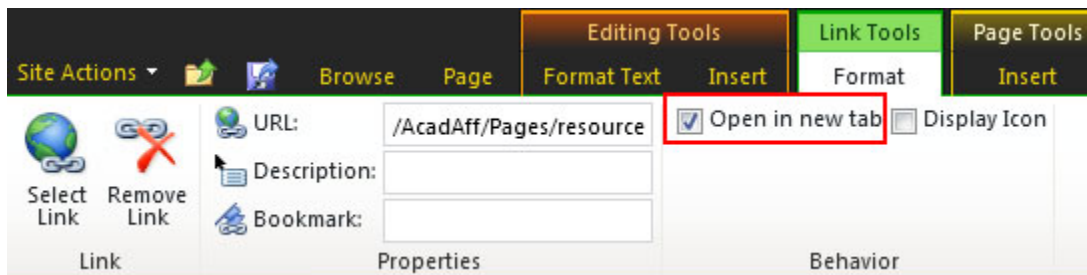 Editing Tools Link Tools Page Tools
Site Actions Browse Page Format Text Insert Format Insert
URL: /AcadAff/Pages/resource Open in new tab Display Icon
Description:
Select Remove
Link Link
Bookmark:
Link Properties Behavior